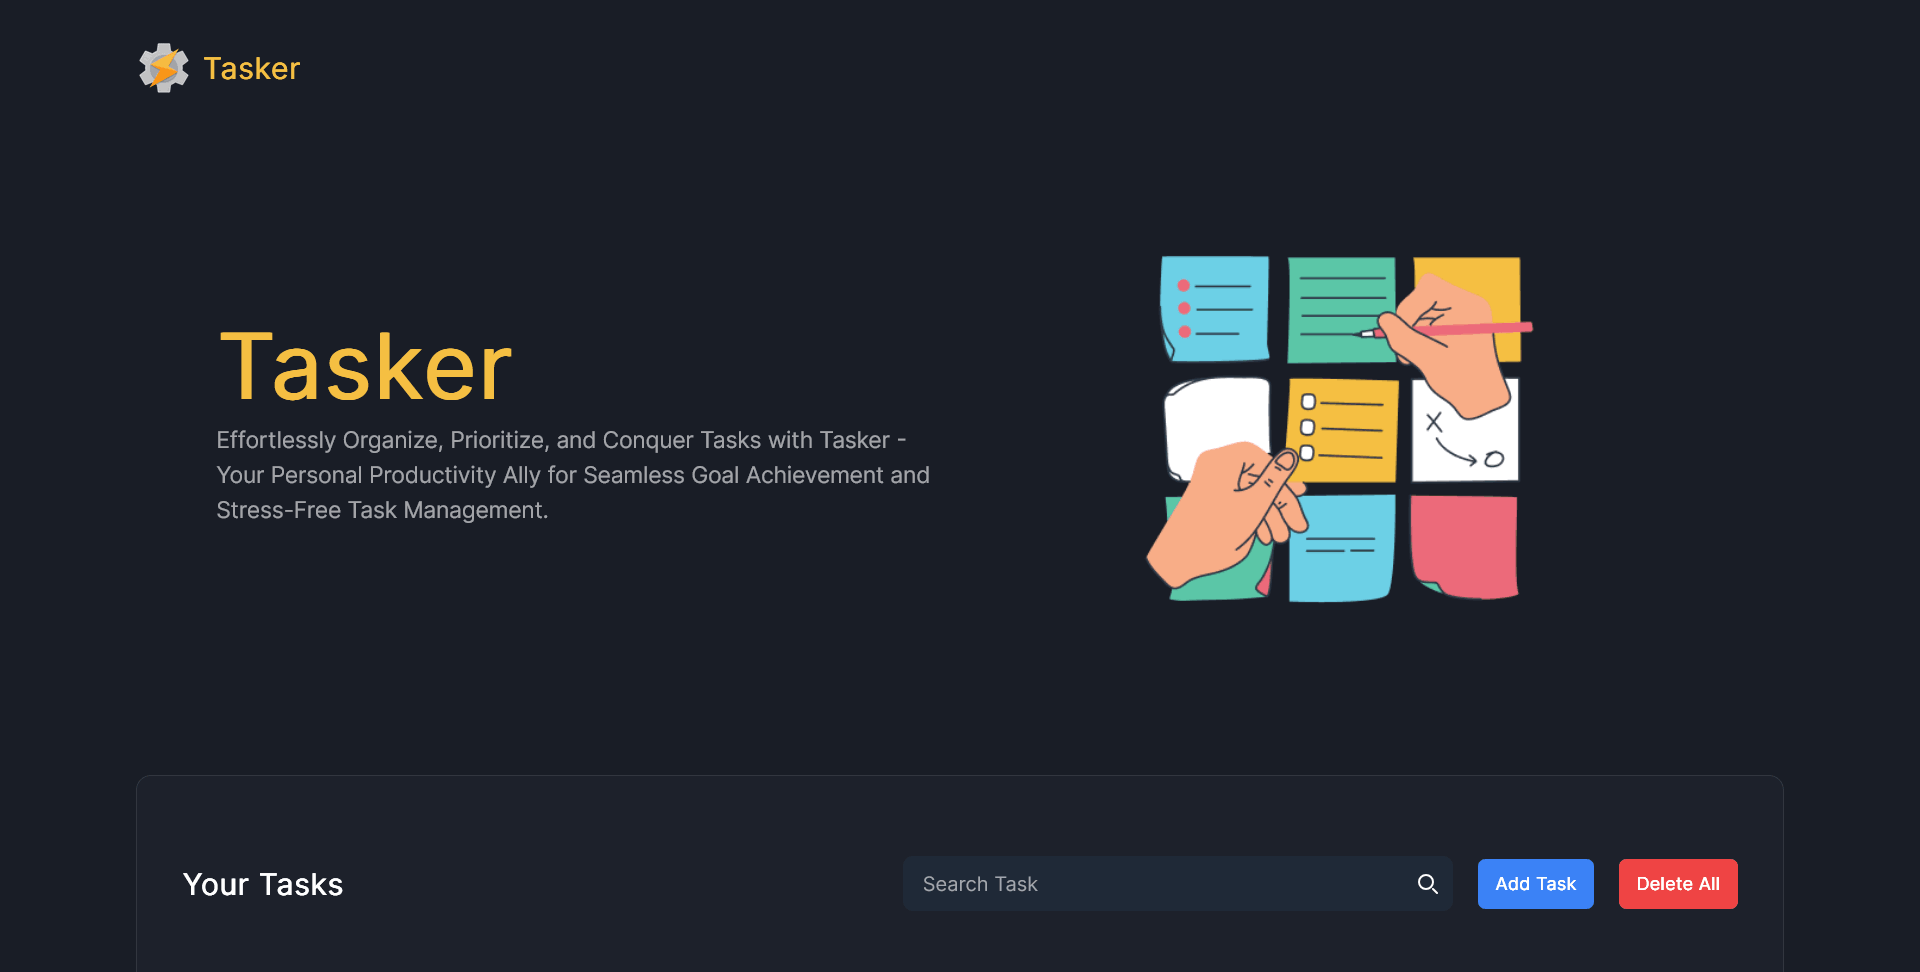 Tasker
Tasker
Effortlessly Organize, Prioritize, and Conquer Tasks with Tasker -
Your Personal Productivity Ally for Seamless Goal Achievement and
Stress-Free Task Management.
Your Tasks
Search Task
Add Task
Delete All